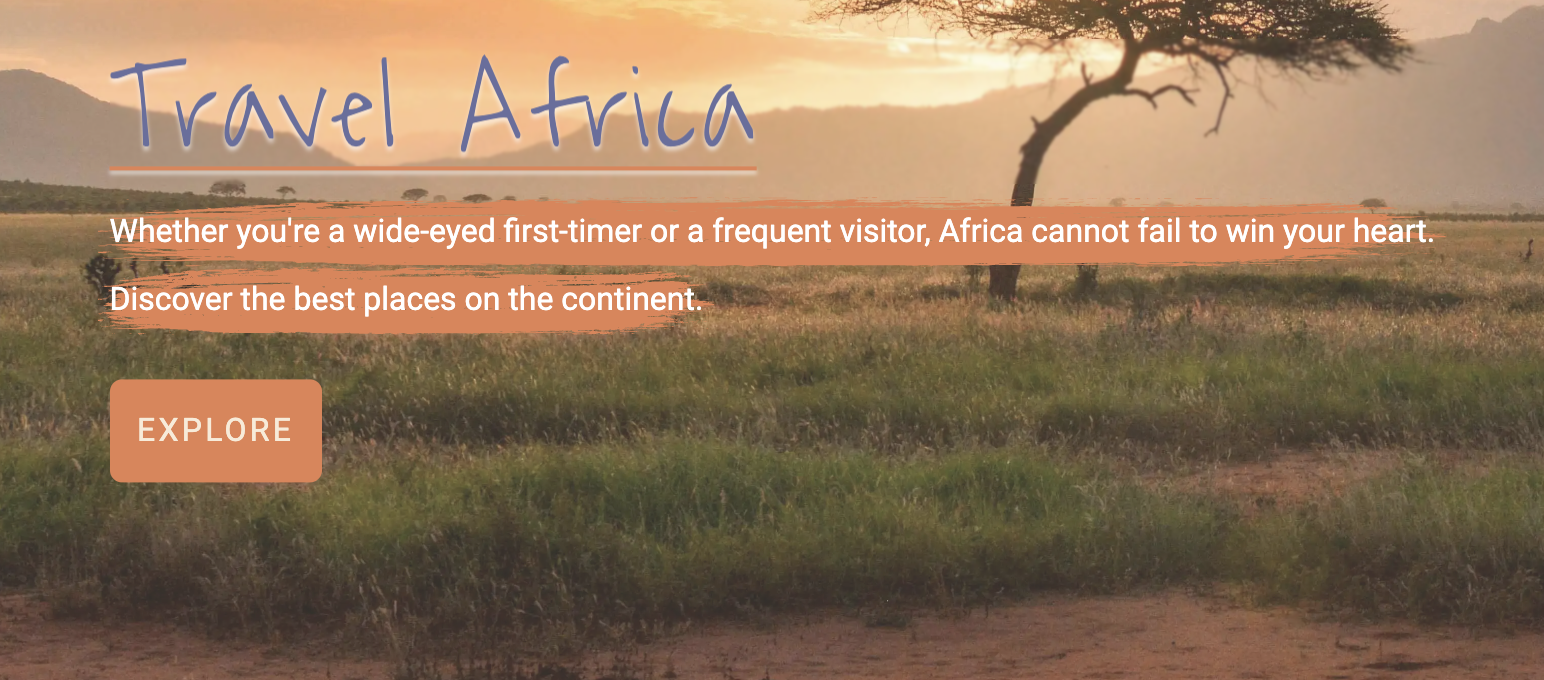 Travel Africa
Whether you're a wide-eyed first-timer or a frequent visitor, Africa cannot fail to win your heart.
Discover the best places on the continent.
EXPLORE